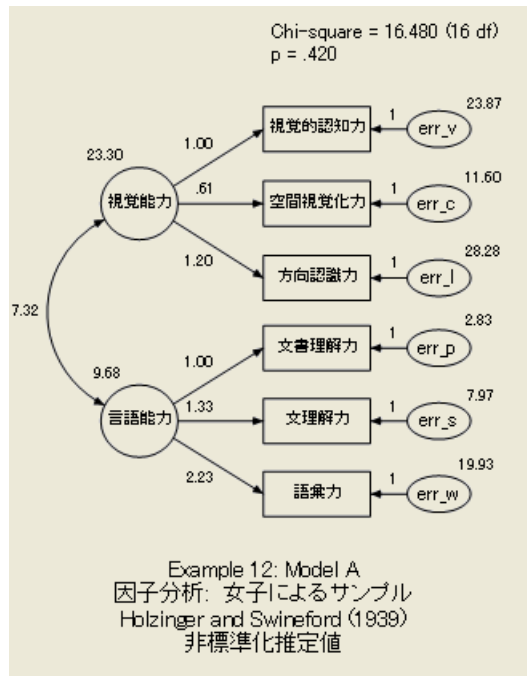 Chi-square = 16.480 (16 df)
p = .420
23.87
視覚的認知力
1
err_v
23.30
1.00
11.60
視覚能力
.61
空間視覚化力
1
err_c
1.20
28.28
方向認識力
1
err_l
7.32
2.83
1.00
文書理解力
1
err_p
9.68
7.97
言語能力
1.33
文理解力
1
err_s
2.23
19.93
語彙力
1
err_w
Example 12: Model A
因子分析: 女子によるサンプル
Holzinger and Swineford (1939)
非標準化推定値